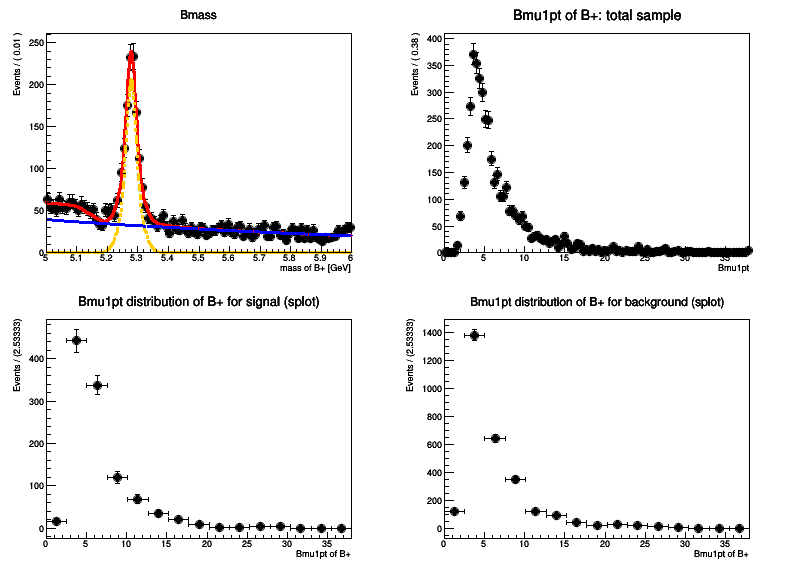 Bmass
Events / ( 0.01 )
250
200
150
100
50
0
5 5.1 5.2 5.3 5.4 5.5 5.6 5.7 5.8 5.9 6
mass of B+ [GeV]
Bmu1pt of B+: total sample
Events / ( 0.38 )
400
350
300
250
200
150
100
50
0
0 5 10 15 20 25 30 35
Bmu1pt
Bmu1pt distribution of B+ for signal (splot)
Events / (2.53333)
400
300
200
100
0
0 5 10 15 20 25 30 35
Bmu1pt of B+
Bmu1pt distribution of B+ for background (splot)
Events / (2.53333)
1400
1200
1000
800
600
400
200
0
0 5 10 15 20 25 30 35
Bmu1pt of B+